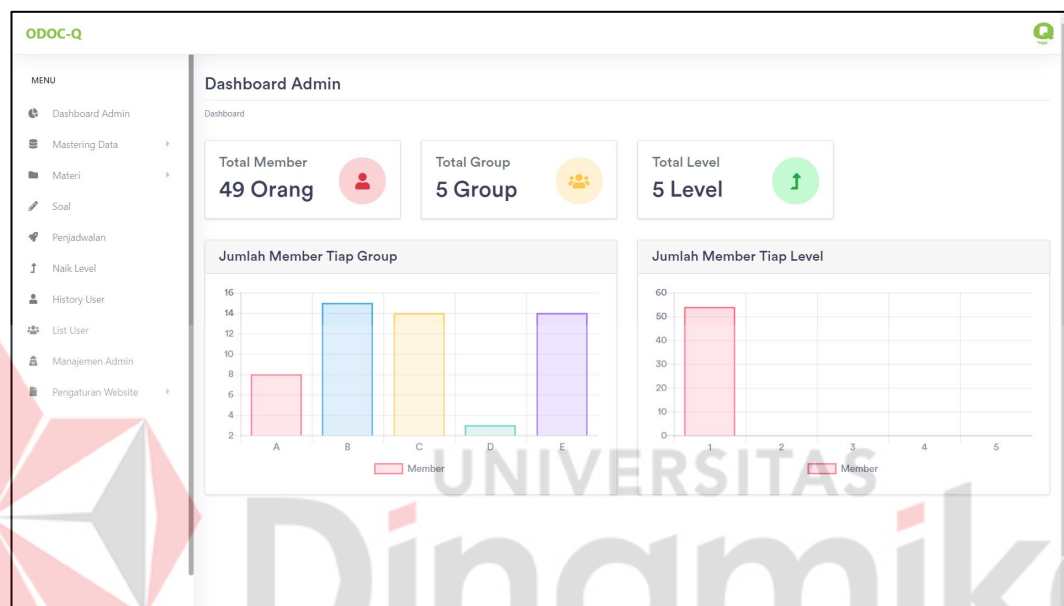 ODOC-Q
Q
MENU
Dashboard Admin
Mastering Data
Materi
Soal
Penjadwalan
Naik Level
History User
List User
Manajemen Admin
Pengaturan Website
Dashboard Admin
Dashboard
Total Member
49 Orang
Total Group
5 Group
Total Level
5 Level
Jumlah Member Tiap Group
16
14
12
10
8
6
4
2
A B C D E
Member
Jumlah Member Tiap Level
60
50
40
30
20
10
0
1 2 3 4 5
Member
UNIVERSITAS
Dinamika